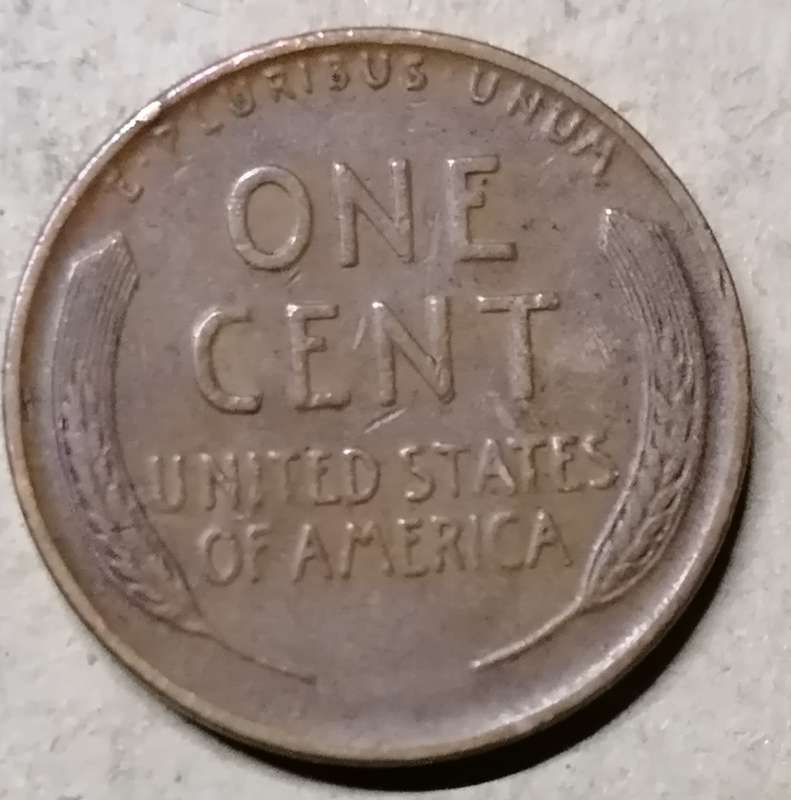 E · PLURIBUS UNUM
ONE
CENT
UNITED STATES
OF AMERICA